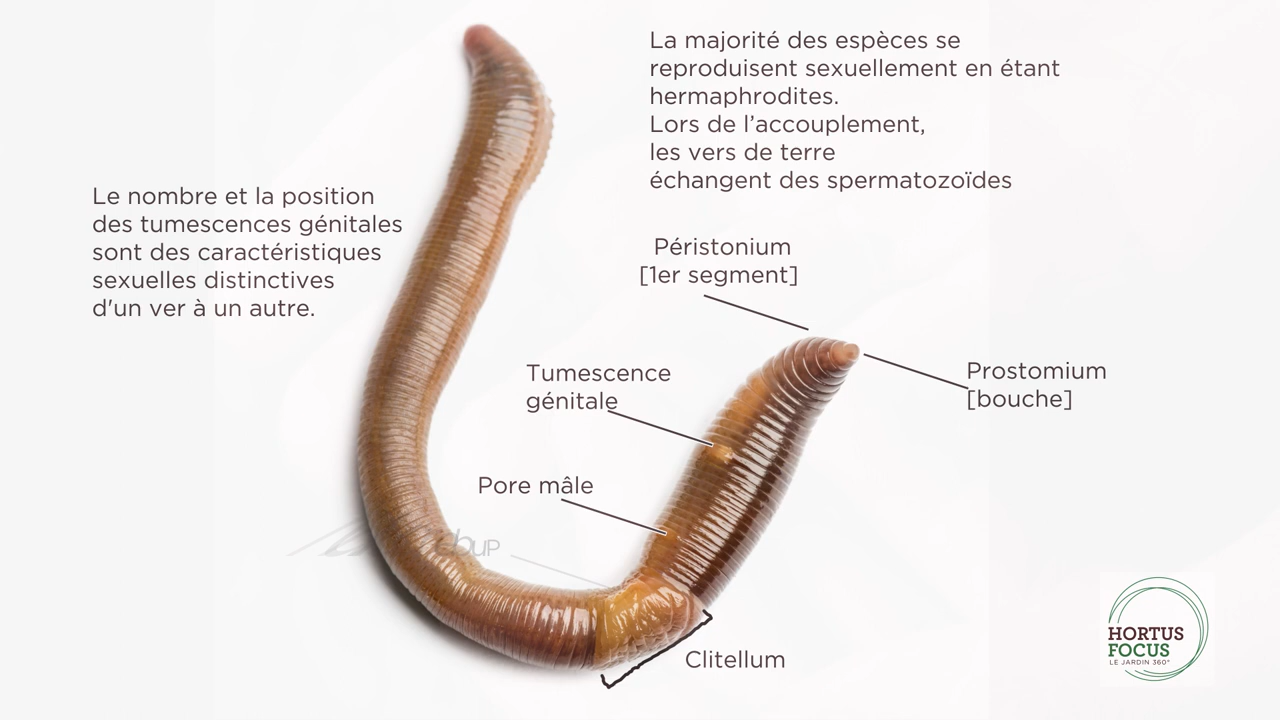 La majorité des espèces se
reproduisent sexuellement en étant
hermaphrodites.
Lors de l’accouplement,
les vers de terre
échangent des spermatozoïdes
Le nombre et la position
des tumescences génitales
sont des caractéristiques
sexuelles distinctives
d'un ver à un autre.
Péristonium
[1er segment]
Prostomium
[bouche]
Tumescence
génitale
Pore mâle
Clitellum
HORTUS
FOCUS
LE JARDIN 360°